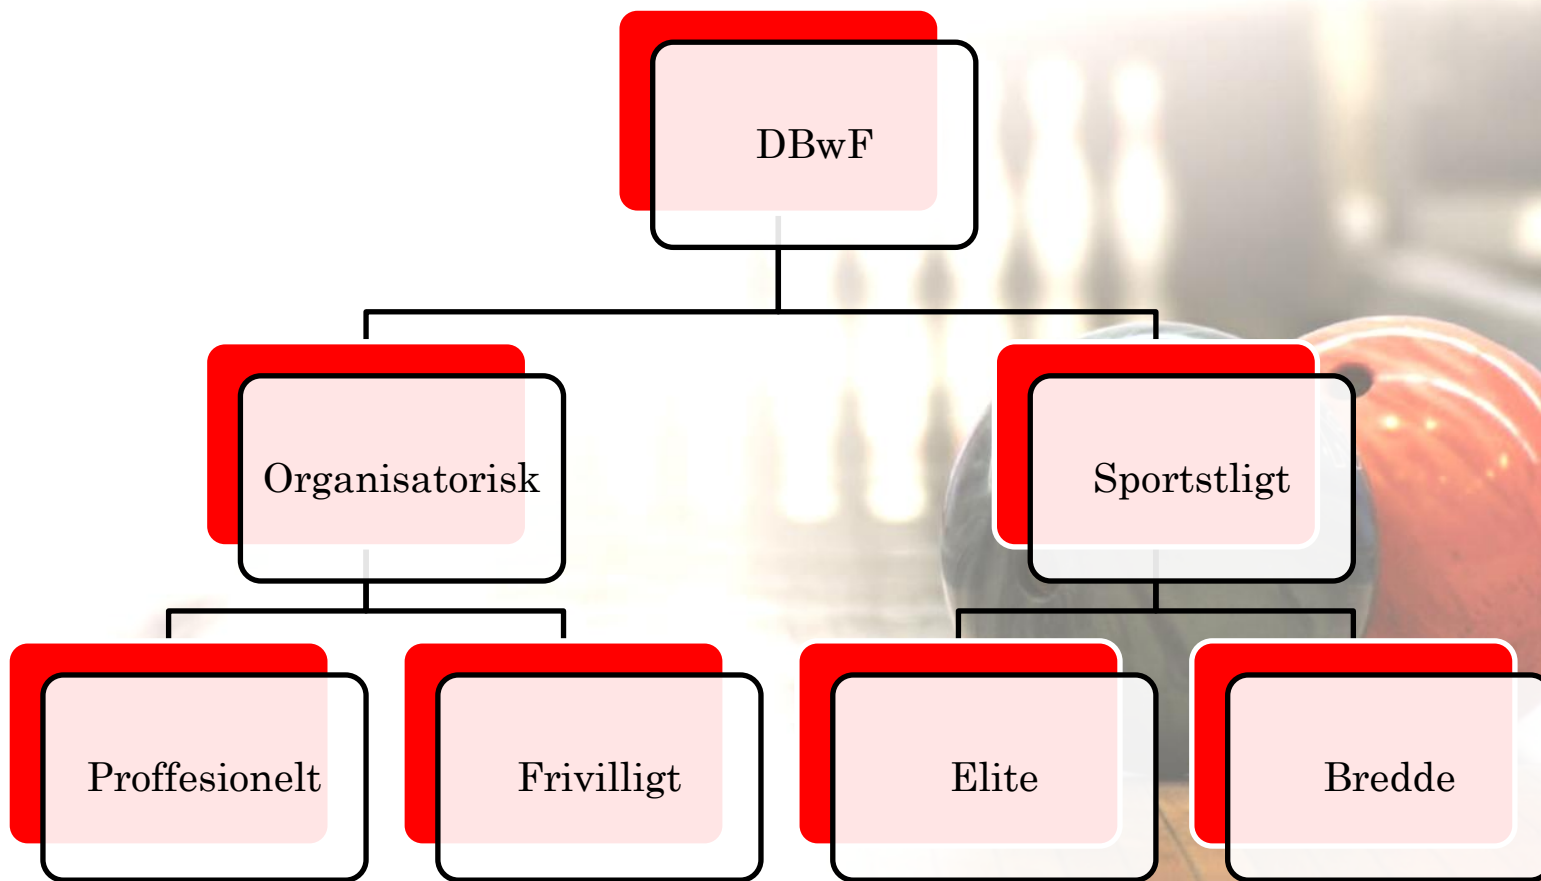 DBwF
Organisatorisk
Sportstligt
Proffesionelt
Frivilligt
Elite
Bredde